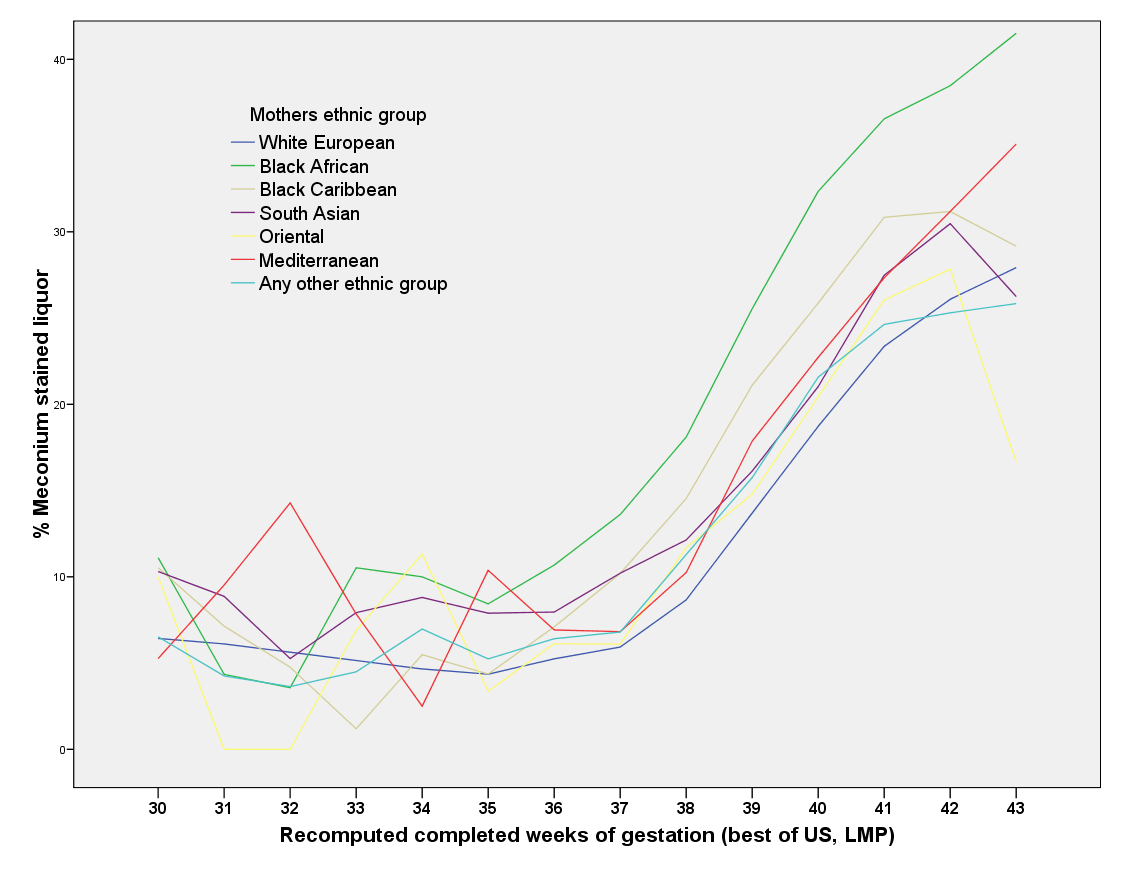 40
30
20
10
0
% Meconium stained liquor
Mothers ethnic group
White European
Black African
Black Caribbean
South Asian
Oriental
Mediterranean
Any other ethnic group
30 31 32 33 34 35 36 37 38 39 40 41 42 43
Recomputed completed weeks of gestation (best of US, LMP)